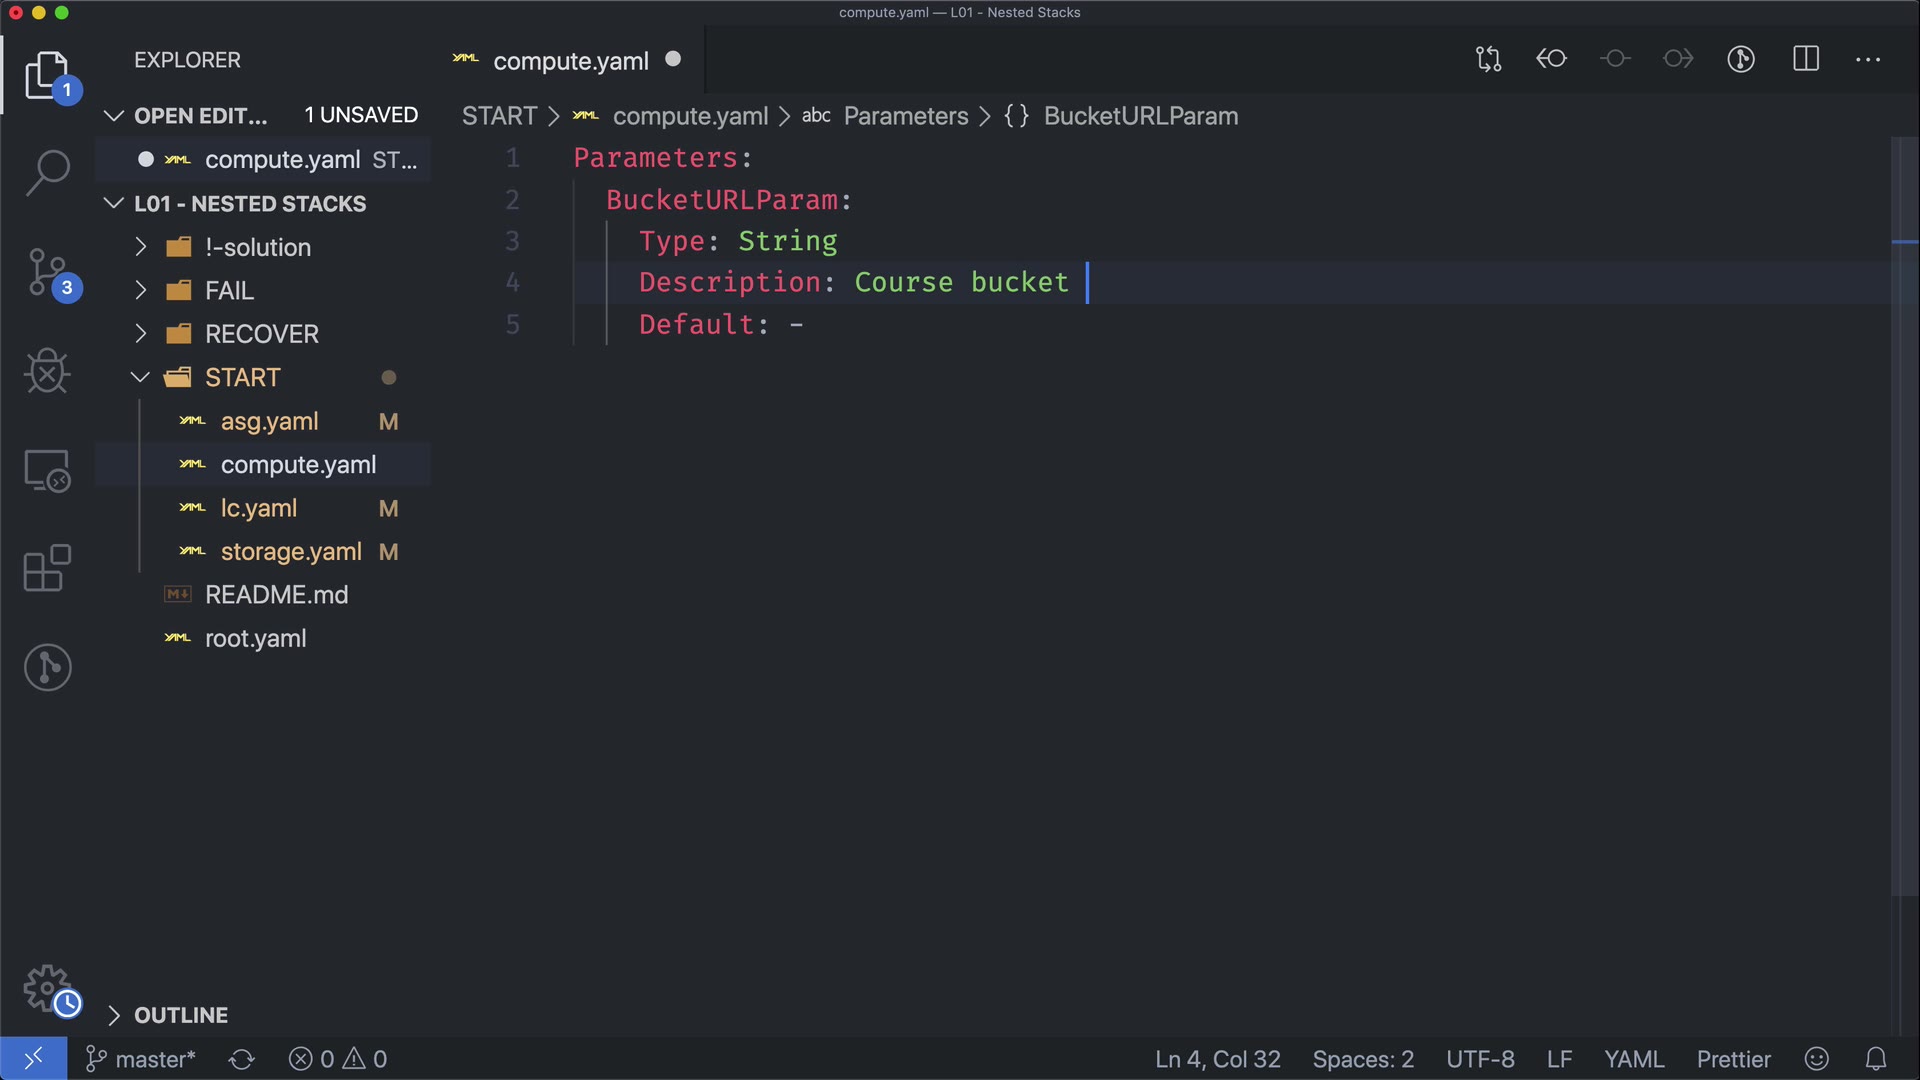 compute.yaml — L01 - Nested Stacks
EXPLORER
compute.yaml
1
OPEN EDIT... 1 UNSAVED
START > compute.yaml > abc Parameters > {} BucketURLParam
compute.yaml ST...
1 Parameters:
2 BucketURLParam:
3 Type: String
4 Description: Course bucket
5 Default: -
L01 - NESTED STACKS
!-solution
3
FAIL
RECOVER
START
asg.yaml M
compute.yaml
lc.yaml M
storage.yaml M
README.md
root.yaml
OUTLINE
master* 0 0 Ln 4, Col 32 Spaces: 2 UTF-8 LF YAML Prettier